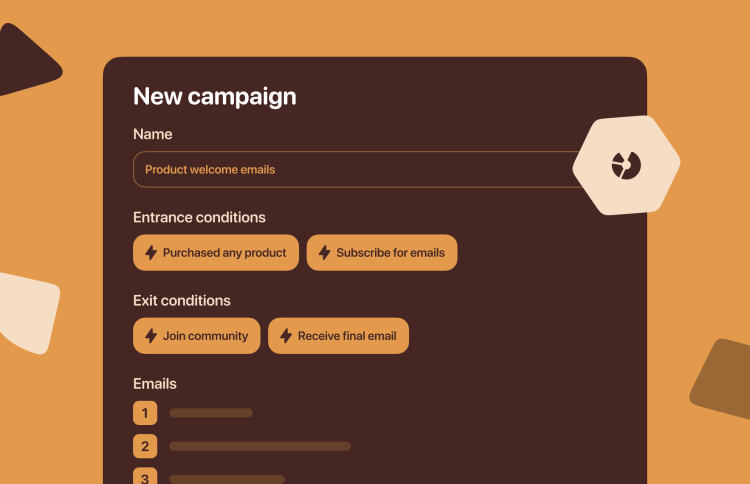 New campaign
Name
Product welcome emails
Entrance conditions
Purchased any product Subscribe for emails
Exit conditions
Join community Receive final email
Emails
1
2
3